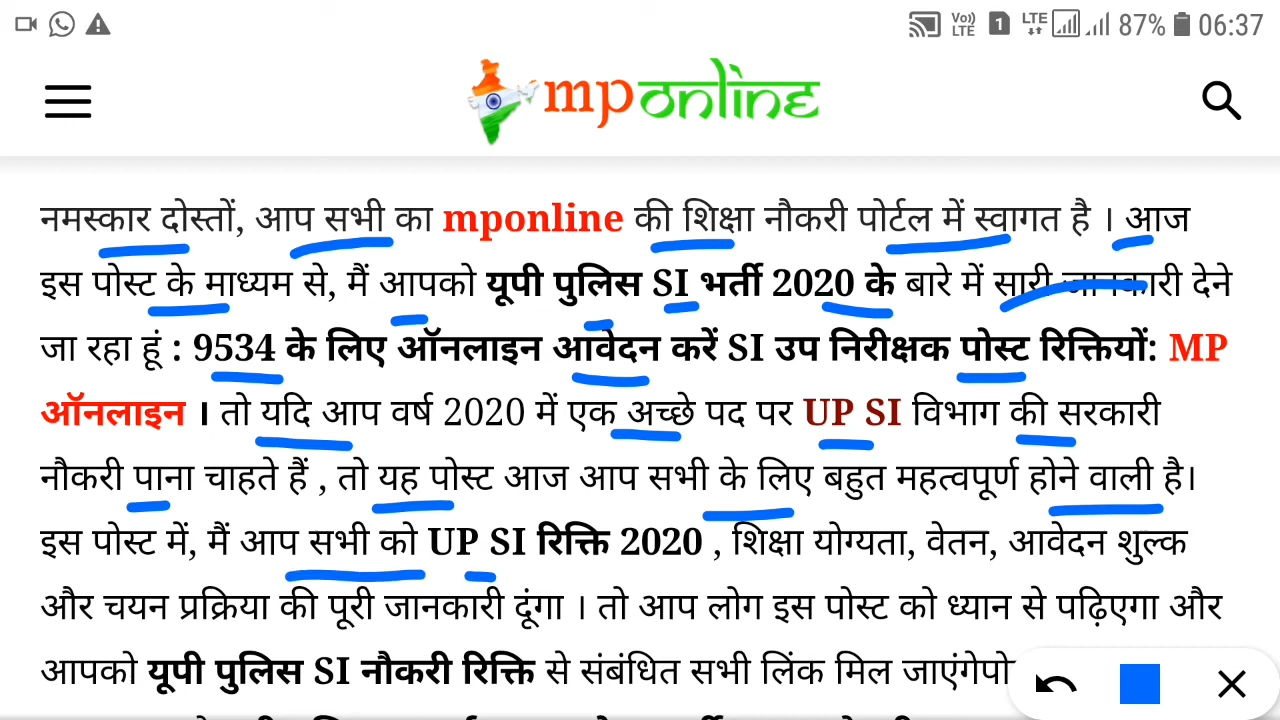 LTE 1 LTE 87% 06:37
mponline
नमस्कार दोस्तों, आप सभी का mponline की शिक्षा नौकरी पोर्टल में स्वागत है । आज
इस पोस्ट के माध्यम से, मैं आपको यूपी पुलिस SI भर्ती 2020 के बारे में सारी जानकारी देने
जा रहा हूं : 9534 के लिए ऑनलाइन आवेदन करें SI उप निरीक्षक पोस्ट रिक्तियों: MP
ऑनलाइन । तो यदि आप वर्ष 2020 में एक अच्छे पद पर UP SI विभाग की सरकारी
नौकरी पाना चाहते हैं , तो यह पोस्ट आज आप सभी के लिए बहुत महत्वपूर्ण होने वाली है।
इस पोस्ट में, मैं आप सभी को UP SI रिक्ति 2020 , शिक्षा योग्यता, वेतन, आवेदन शुल्क
और चयन प्रक्रिया की पूरी जानकारी दूंगा । तो आप लोग इस पोस्ट को ध्यान से पढ़िएगा और
आपको यूपी पुलिस SI नौकरी रिक्ति से संबंधित सभी लिंक मिल जाएंगेपो